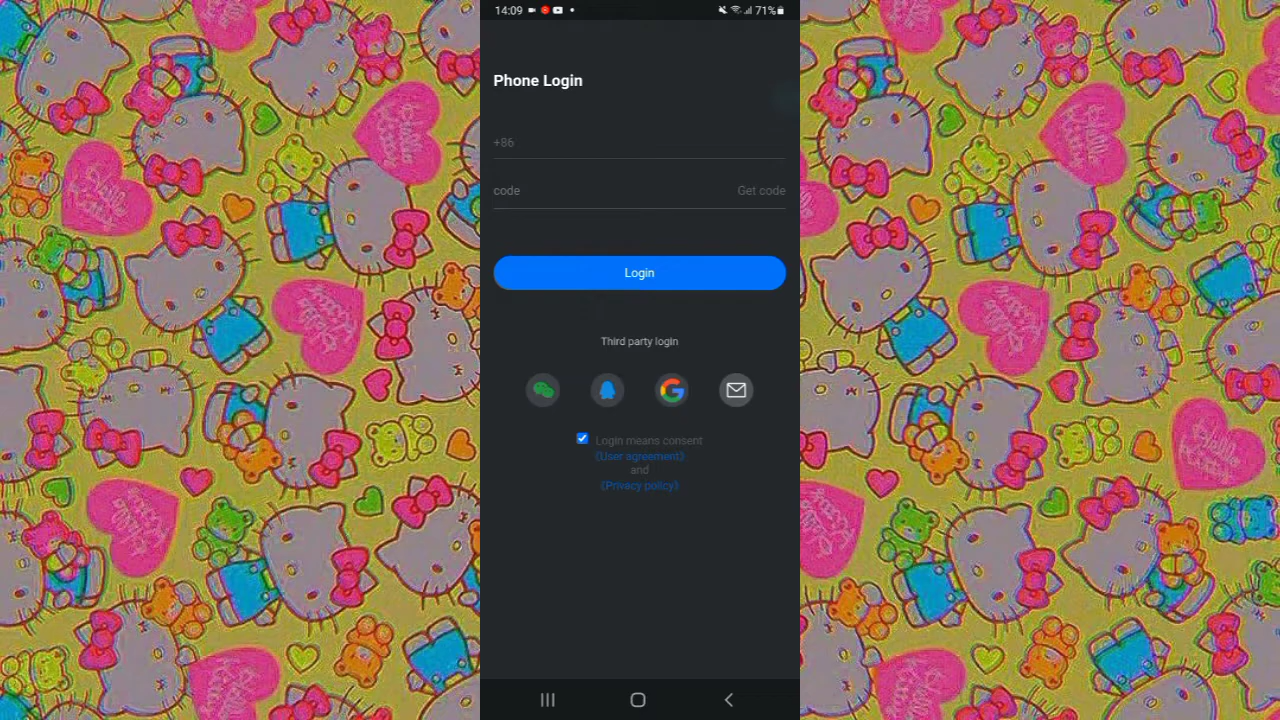 14:09
71%
Phone Login
+86
code
Get code
Login
Third party login
Login means consent
《User agreement》
and
《Privacy policy》